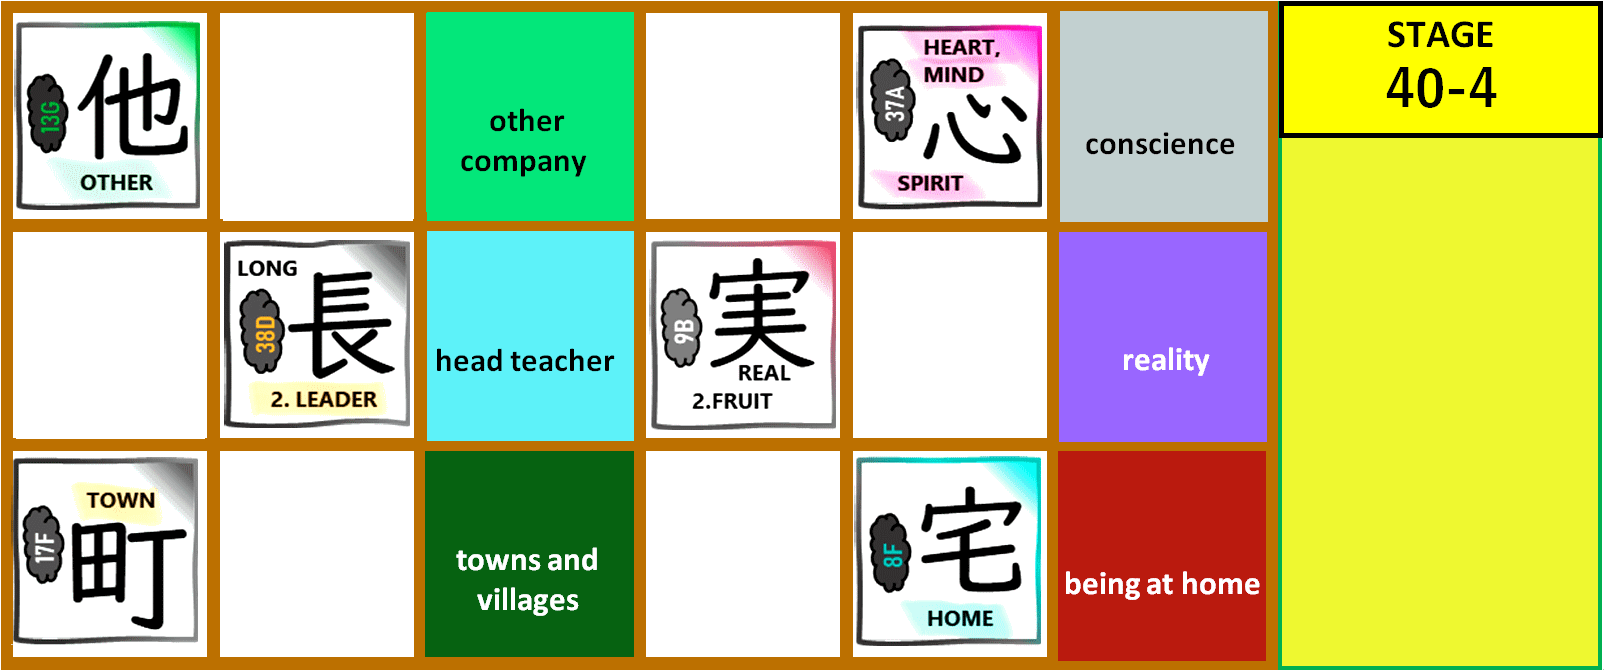 13G
他
OTHER
other
company
HEART,
MIND
37A
心
SPIRIT
conscience
STAGE
40-4
LONG
38D
長
2. LEADER
head teacher
9B
実
REAL
2.FRUIT
reality
TOWN
17F
町
towns and
villages
8F
宅
HOME
being at home